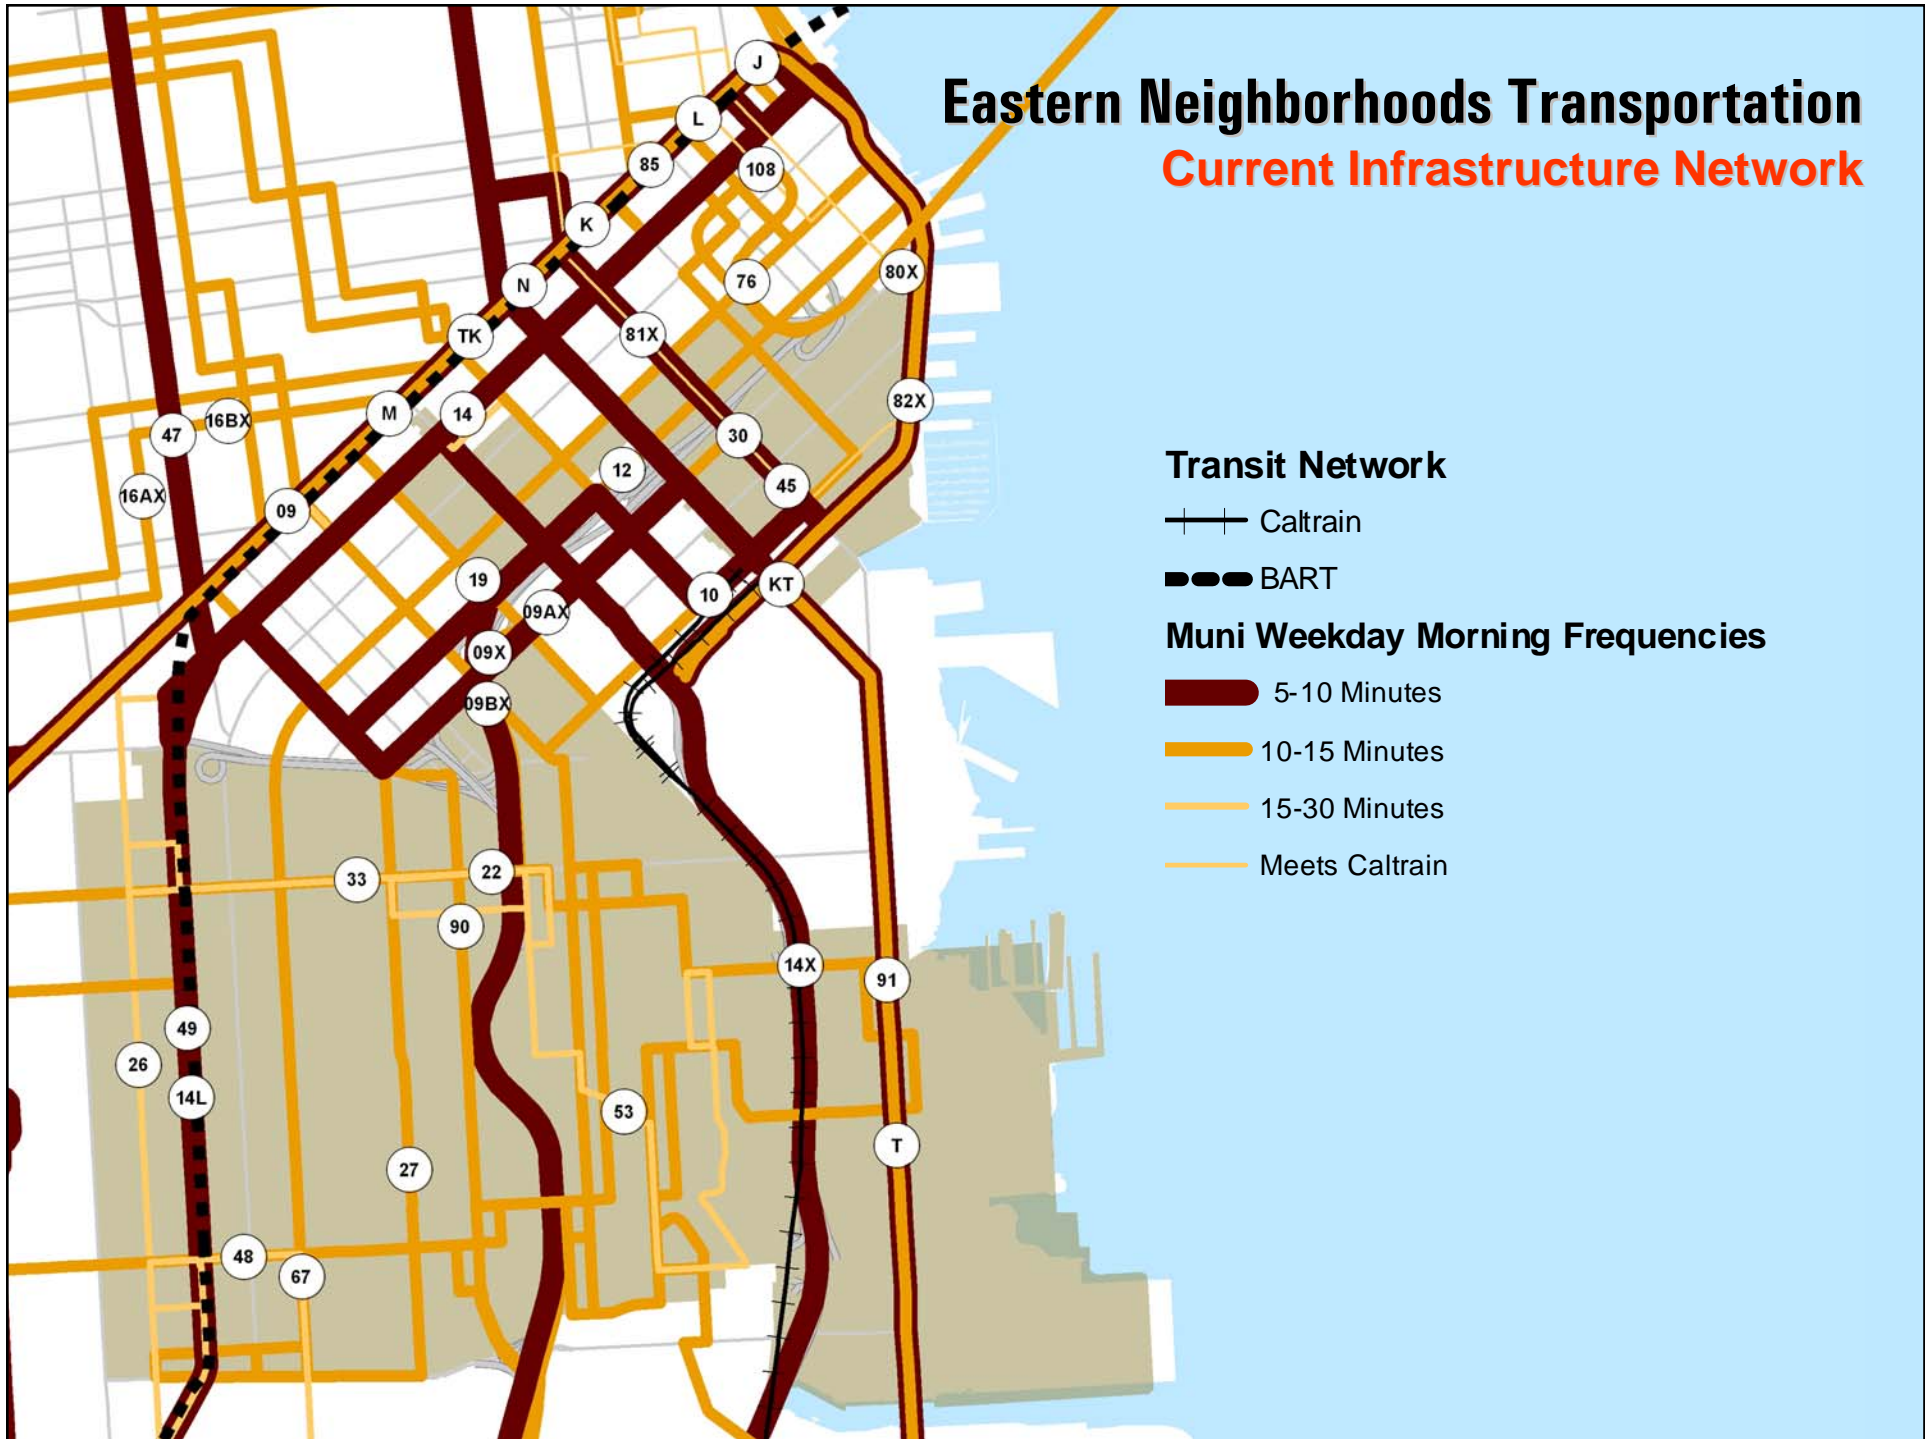 Eastern Neighborhoods Transportation
Current Infrastructure Network
Transit Network
Caltrain
BART
Muni Weekday Morning Frequencies
5-10 Minutes
10-15 Minutes
15-30 Minutes
Meets Caltrain
J
L
85
108
K
N
76
80X
TK
81X
M
14
82X
47
16BX
30
12
45
16AX
09
19
10
KT
09AX
09X
09BX
33
22
90
14X
91
49
26
14L
53
T
27
48
67